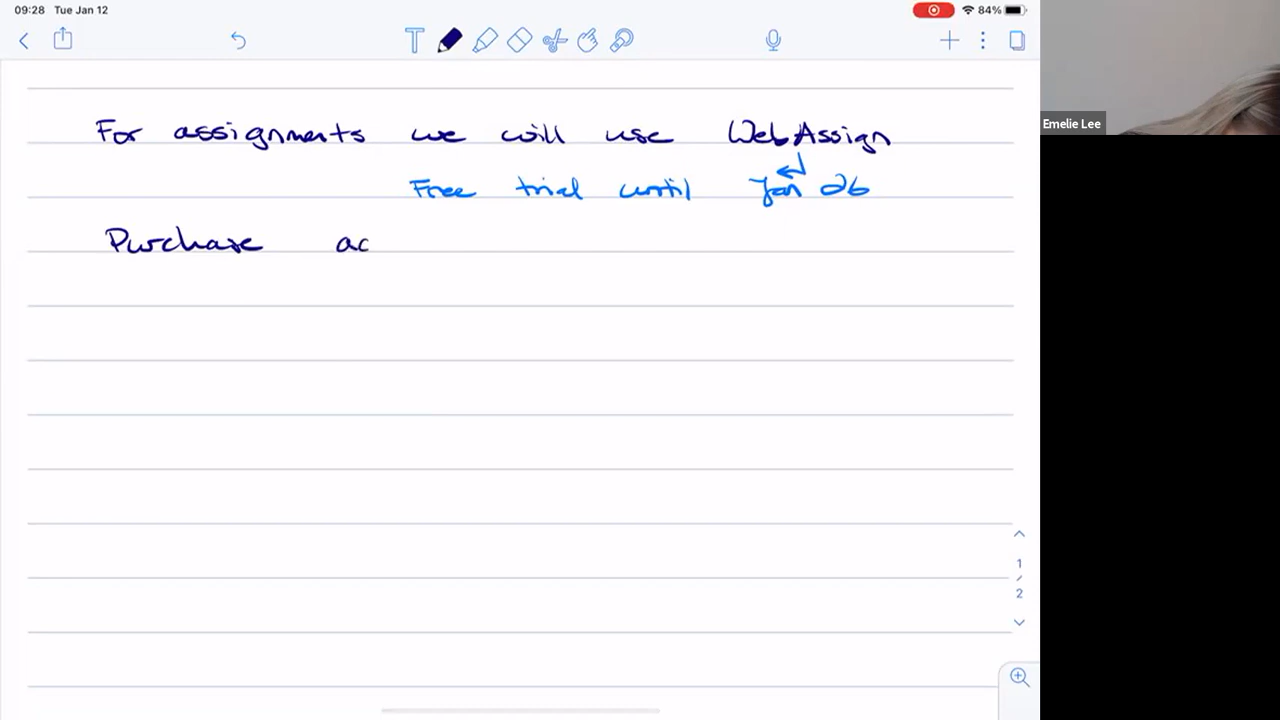 09:28 Tue Jan 12
84%
For assignments we will use WebAssign
Free trial until Jan 26
Purchase ac
1
2
Emelie Lee